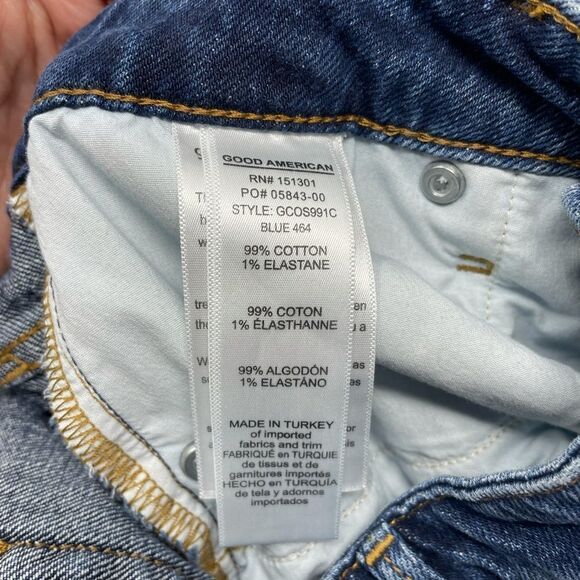 GOOD AMERICAN
RN# 151301
PO# 05843-00
STYLE: GCOS991C
BLUE 464
99% COTTON
1% ELASTANE
99% COTON
1% ÉLASTHANNE
99% ALGODÓN
1% ELASTÁNO
MADE IN TURKEY
of imported
fabrics and trim
FABRIQUÉ en TURQUIE
de tissus et de
garnitures importés
HECHO en TURQUÍA
de tela y adornos
importados